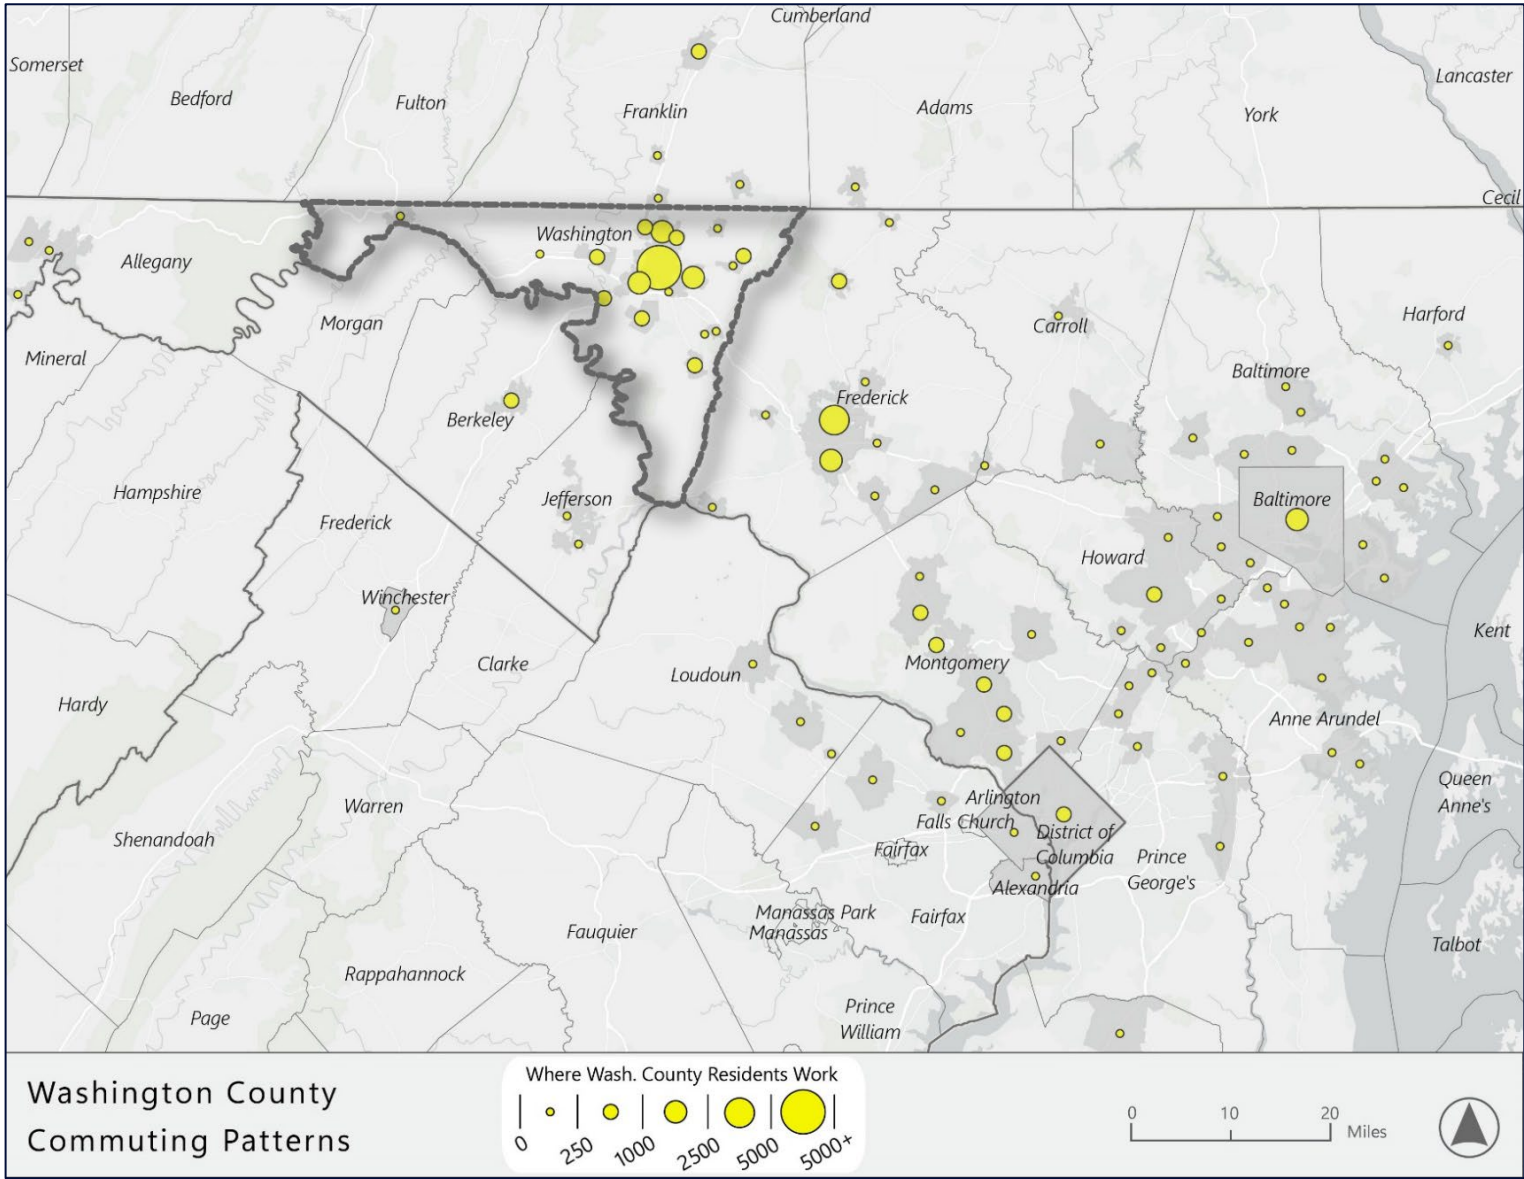 Cumberland
Somerset
Bedford
Fulton
Franklin
Adams
York
Lancaster
Cecil
Washington
Allegany
Morgan
Mineral
Carroll
Harford
Baltimore
Frederick
Berkeley
Hampshire
Jefferson
Frederick
Baltimore
Howard
Winchester
Kent
Clarke
Loudoun
Montgomery
Hardy
Anne Arundel
Queen
Anne's
Warren
Shenandoah
Arlington
Falls Church
District of
Columbia
Fairfax
Prince
George's
Alexandria
Manassas Park
Manassas
Fairfax
Fauquier
Talbot
Rappahannock
Page
Prince
William
Washington County
Commuting Patterns
Where Wash. County Residents Work
0 250 1000 2500 5000 5000+
0 10 20
Miles